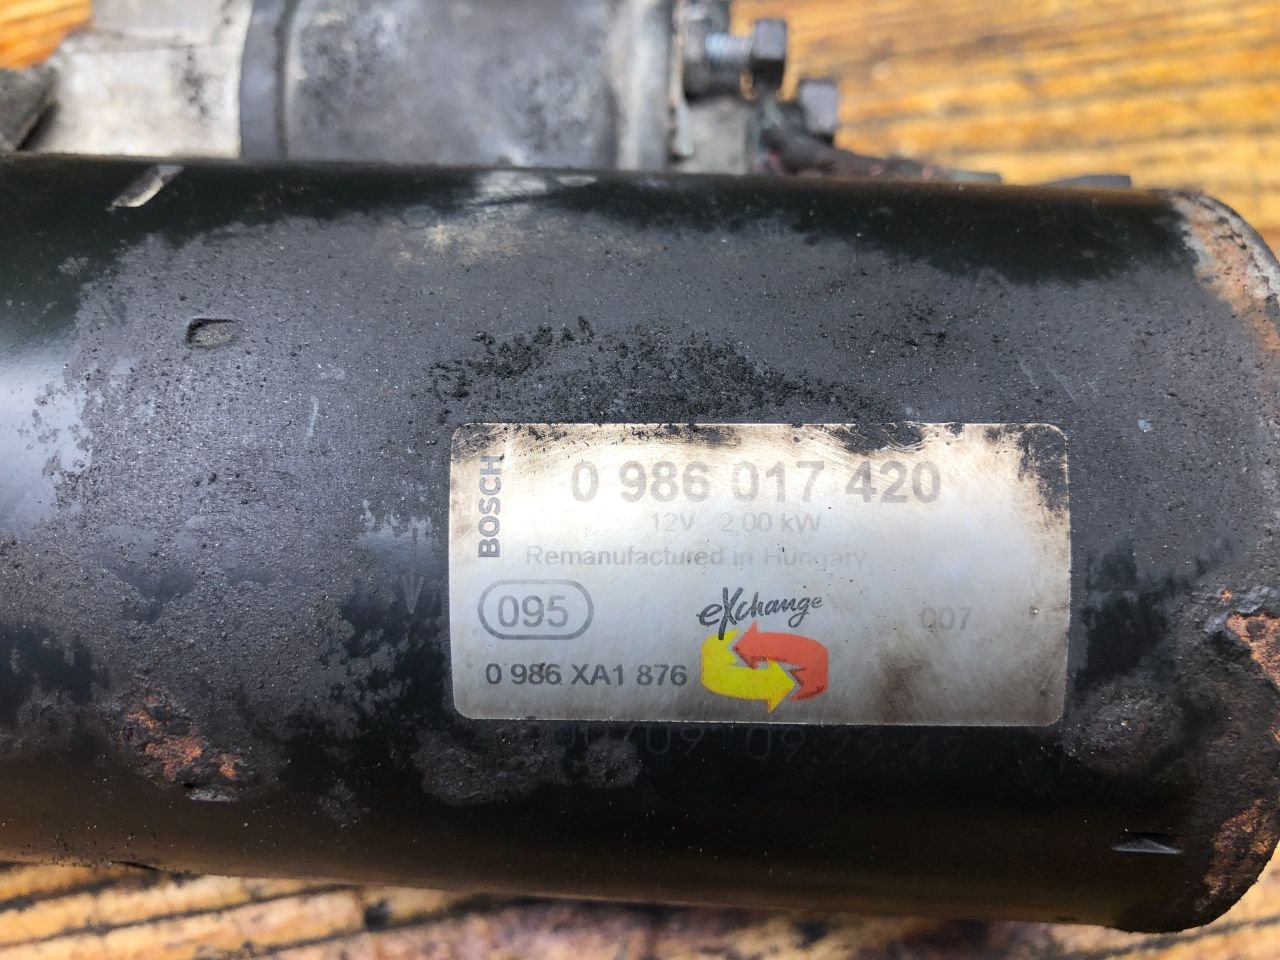 BOSCH
0 986 017 420
12V 2,00 kW
Remanufactured in Hungary
095
eXchange
007
0 986 XA1 876